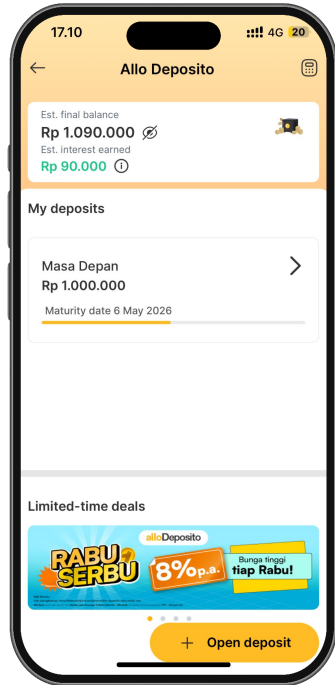 17.10
4G 20
Allo Deposito
Est. final balance
Rp 1.090.000
Est. interest earned
Rp 90.000
My deposits
Masa Depan
Rp 1.000.000
Maturity date 6 May 2026
Limited-time deals
alloDeposito
RABU
SERBU
8% p.a.
Bunga tinggi
tiap Rabu!
+ Open deposit